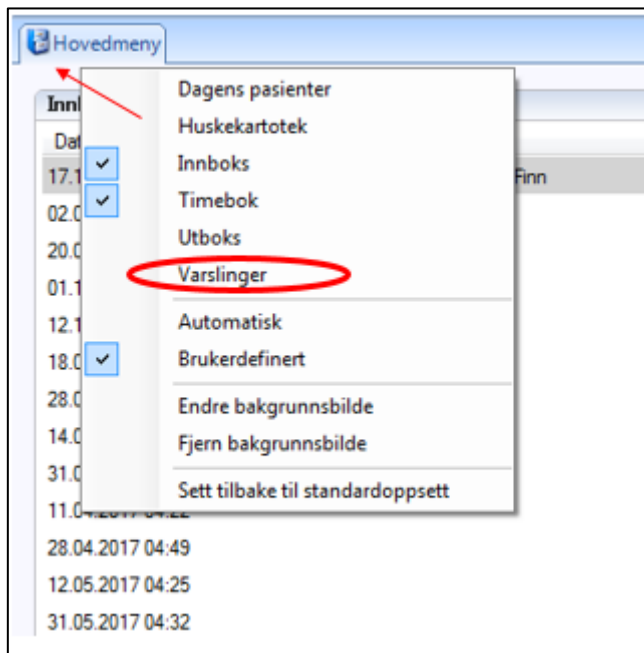 Hovedmeny
Dagens pasienter
Huskekartotek
Innboks
Timebok
Utboks
Varslinger
Automatisk
Brukerdefinert
Endre bakgrunnsbilde
Fjern bakgrunnsbilde
Sett tilbake til standardoppsett
Finn
28.04.2017 04:49
12.05.2017 04:25
31.05.2017 04:32